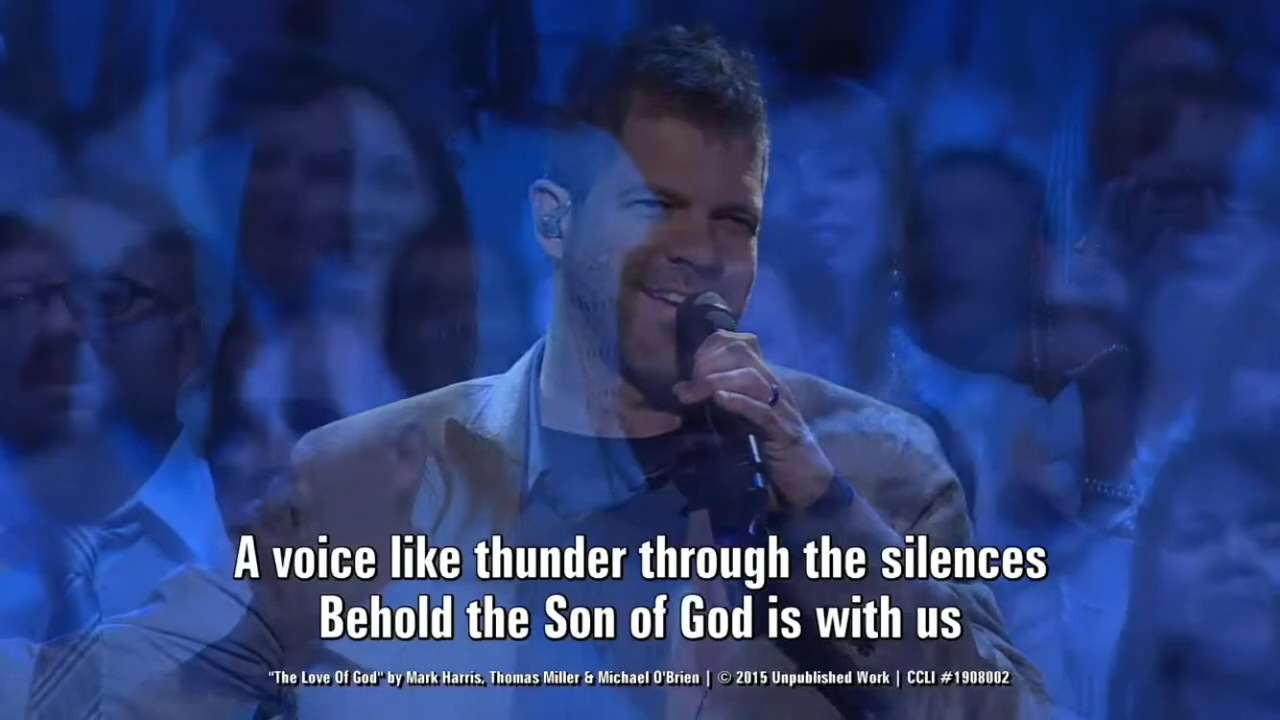 A voice like thunder through the silences
Behold the Son of God is with us
"The Love Of God" by Mark Harris, Thomas Miller & Michael O'Brien | © 2015 Unpublished Work | CCLI #1908002